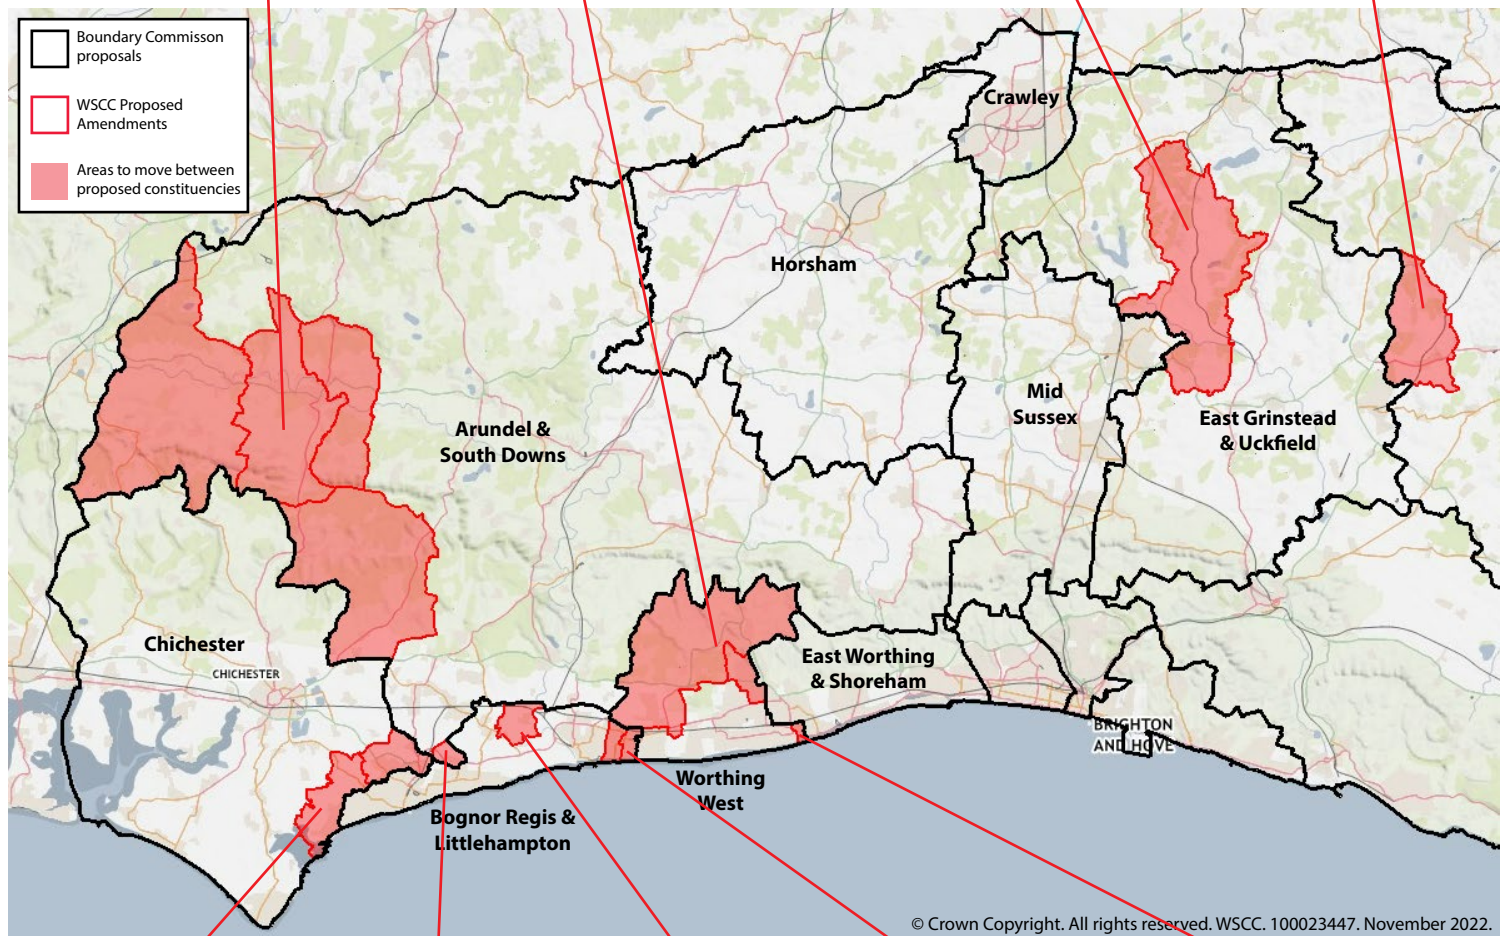 Boundary Commisson
proposals
WSCC Proposed
Amendments
Areas to move between
proposed constituencies
Crawley
Horsham
Mid
Sussex
East Grinstead
& Uckfield
Arundel &
South Downs
Chichester
CHICHESTER
East Worthing
& Shoreham
BRIGHTON
AND HOVE
Worthing
West
Bognor Regis &
Littlehampton
© Crown Copyright. All rights reserved. WSCC. 100023447. November 2022.